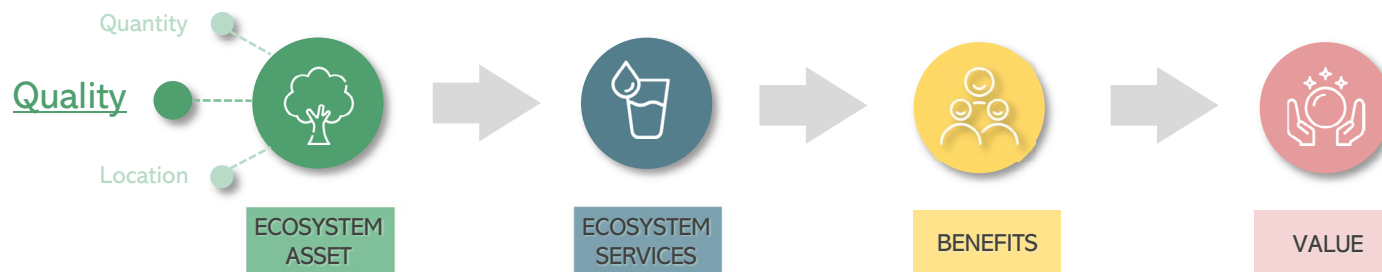 Quantity
Quality
Location
ECOSYSTEM
ASSET
ECOSYSTEM
SERVICES
BENEFITS
VALUE